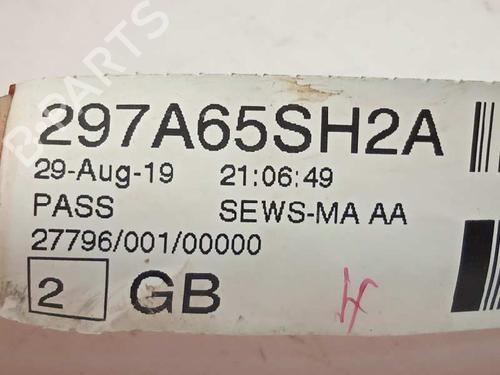 297A65SH2A
29-Aug-19 21:06:49
PASS SEWS-MA AA
27796/001/00000
2 GB
B-PARTS